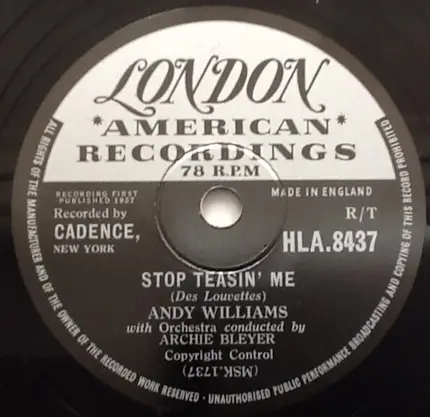 LONDON
*AMERICAN*
RECORDINGS
78 R.P.M
RECORDING FIRST
PUBLISHED 1957
Recorded by
CADENCE,
NEW YORK
MADE IN ENGLAND
R/T
HLA.8437
STOP TEASIN' ME
(Des Louvettes)
ANDY WILLIAMS
with Orchestra conducted by
ARCHIE BLEYER
Copyright Control
(MSK.1737)
ALL RIGHTS OF THE MANUFACTURER AND OF THE OWNER OF THE RECORDED WORK RESERVED - UNAUTHORISED PUBLIC PERFORMANCE BROADCASTING AND COPYING OF THIS RECORD PROHIBITED